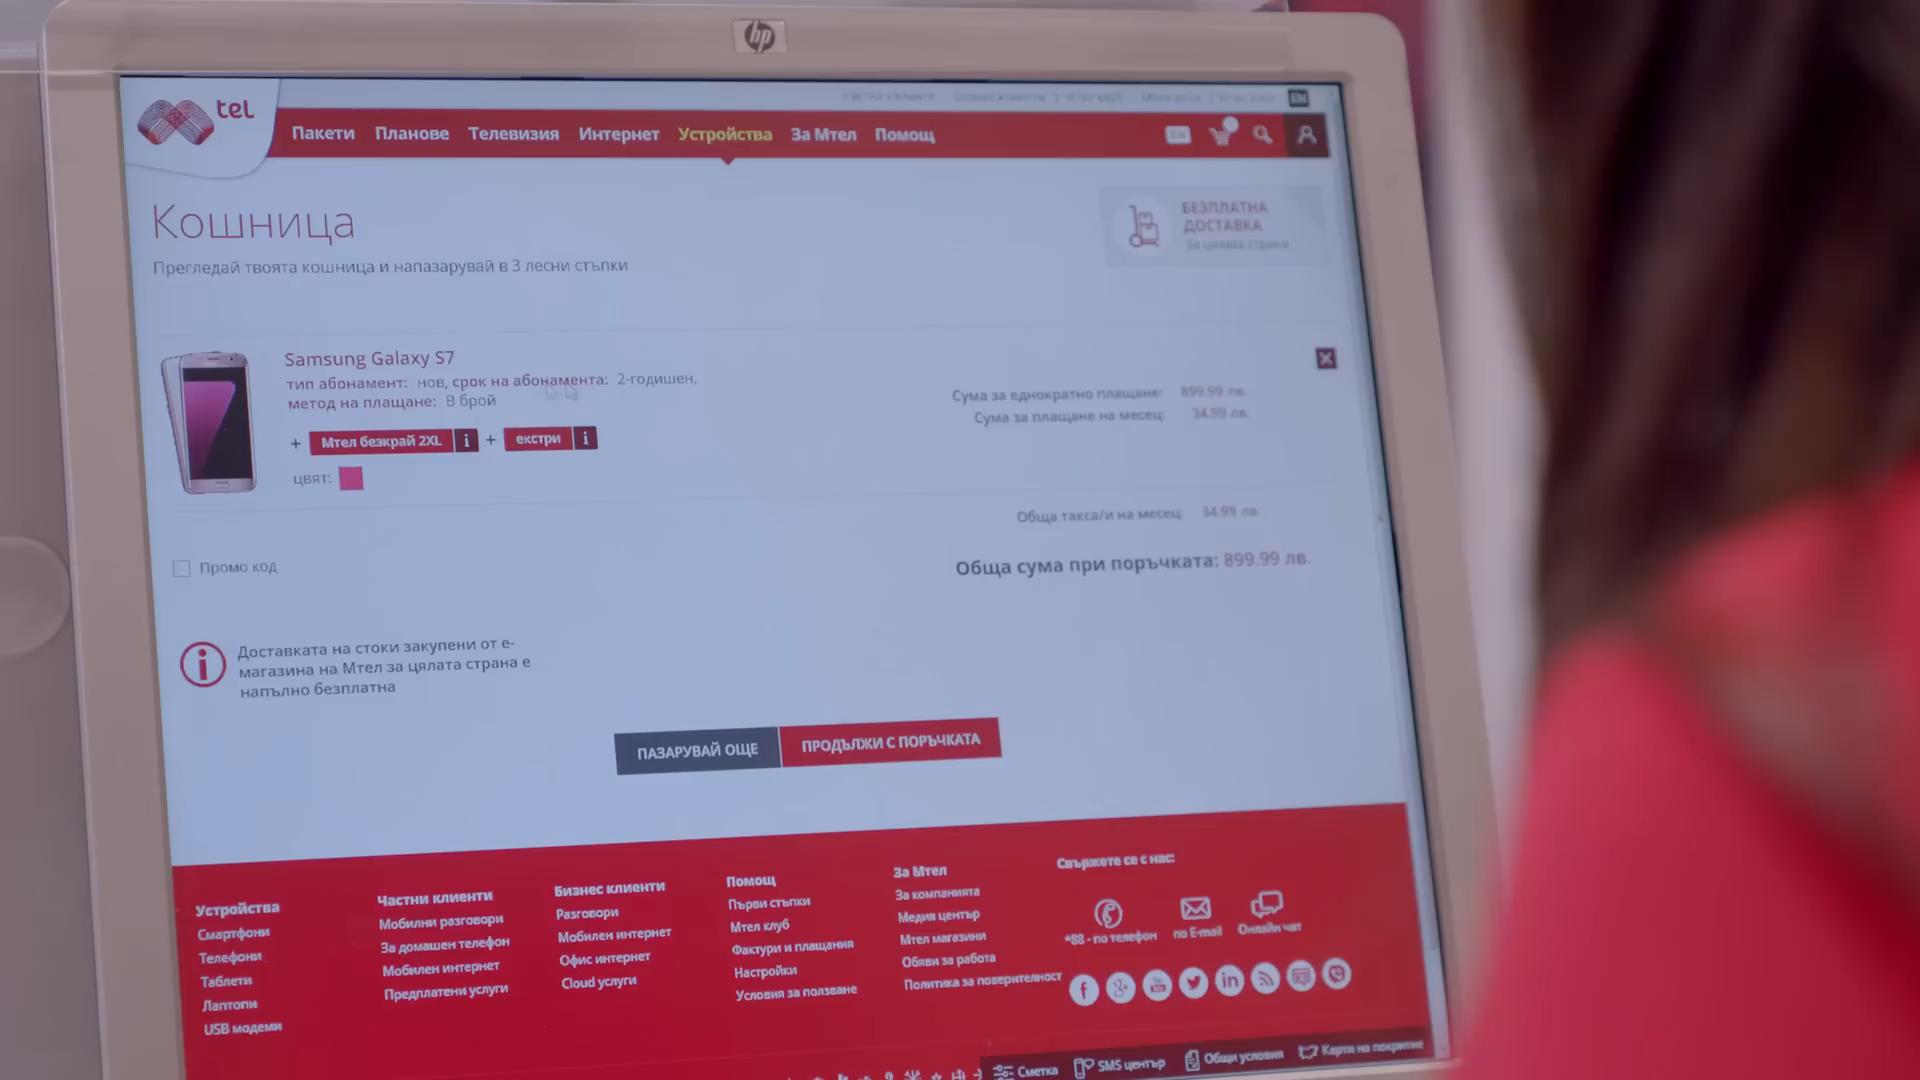 hp
tel
EN
Пакети Планове Телевизия Интернет Устройства За Мтел Помощ
EN
Кошница
Прегледай твоята кошница и напазарувай в 3 лесни стъпки
БЕЗПЛАТНА
ДОСТАВКА
За цялата страна
Samsung Galaxy S7
тип абонамент: нов, срок на абонамента: 2-годишен,
метод на плащане: В брой
+ Мтел безкрай 2XL i + екстри i
цвят:
Сума за еднократно плащане: 899.99 лв.
Сума за плащане на месец: 34.99 лв.
Обща такса/и на месец: 34.99 лв.
Обща сума при поръчката: 899.99 лв.
Промо код
Доставката на стоки закупени от е-
магазина на Мтел за цялата страна е
напълно безплатна
ПАЗАРУВАЙ ОЩЕ ПРОДЪЛЖИ С ПОРЪЧКАТА
Устройства
Смартфони
Телефони
Таблети
Лаптопи
USB модеми
Частни клиенти
Мобилни разговори
За домашен телефон
Мобилен интернет
Предплатени услуги
Бизнес клиенти
Разговори
Мобилен интернет
Офис интернет
Cloud услуги
Помощ
Първи стъпки
Мтел клуб
Фактури и плащания
Настройки
Условия за ползване
За Мтел
За компанията
Медия център
Мтел магазини
Обяви за работа
Политика за поверителност
Свържете се с нас:
*88 - по телефон по E-mail Онлайн чат
Сметка SMS център Общи условия Карти на покритие